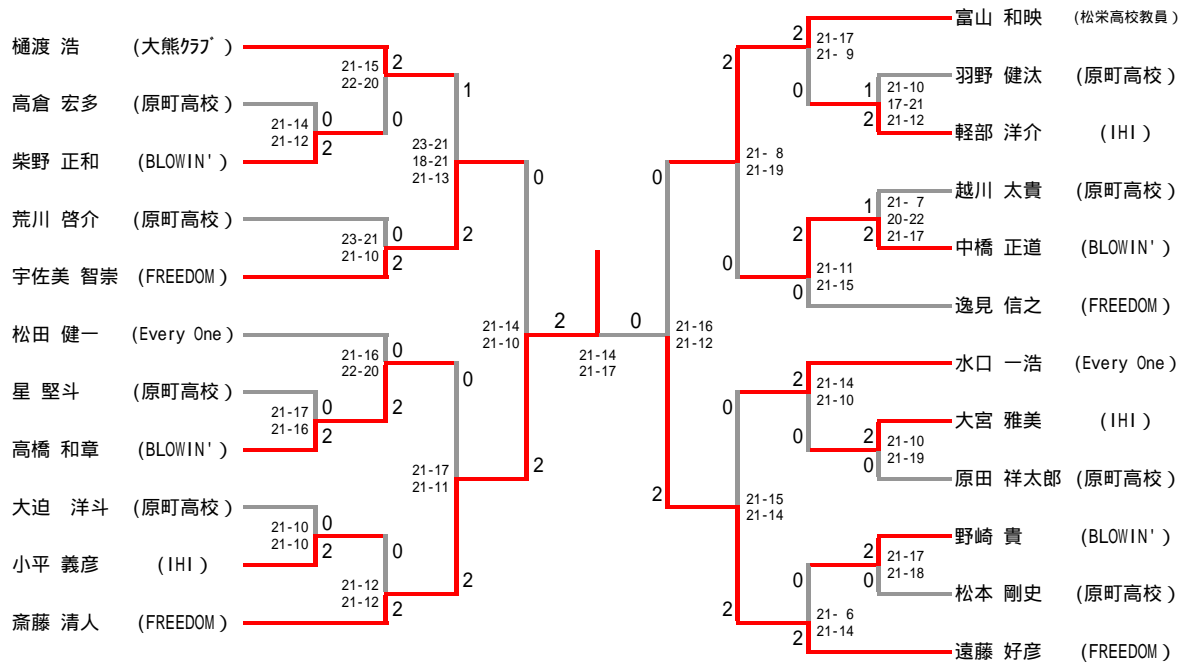 樋渡 浩 (大熊ｸﾗﾌﾞ)
高倉 宏多 (原町高校)
柴野 正和 (BLOWIN')
荒川 啓介 (原町高校)
宇佐美 智崇 (FREEDOM)
松田 健一 (Every One)
星 堅斗 (原町高校)
高橋 和章 (BLOWIN')
大迫 洋斗 (原町高校)
小平 義彦 (IHI)
斎藤 清人 (FREEDOM)
21-15 2
22-20
0
21-14 0
21-12 2
1
23-21
18-21
21-13
2
23-21 0
21-10 2
0
21-16 0
22-20
2
21-17 0
21-16 2
0
21-17
21-11
2
21-10 0
21-10 2
0
21-12
21-12 2
21-14
21-10
2
2 0
21-14
21-17
0
21-16
21-12
2
2
21- 8
21-19
0
2 21-17
21- 9
0
1 21-10
17-21
2 21-12
1 21- 7
20-22
2 21-17
2
21-11
0 21-15
0
21-15
21-14
2
2 21-14
21-10
0
2 21-10
0 21-19
2 21-17
0 21-18
0
21- 6
2 21-14
富山 和映 (松栄高校教員)
羽野 健汰 (原町高校)
軽部 洋介 (IHI)
越川 太貴 (原町高校)
中橋 正道 (BLOWIN')
逸見 信之 (FREEDOM)
水口 一浩 (Every One)
大宮 雅美 (IHI)
原田 祥太郎 (原町高校)
野崎 貴 (BLOWIN')
松本 剛史 (原町高校)
遠藤 好彦 (FREEDOM)